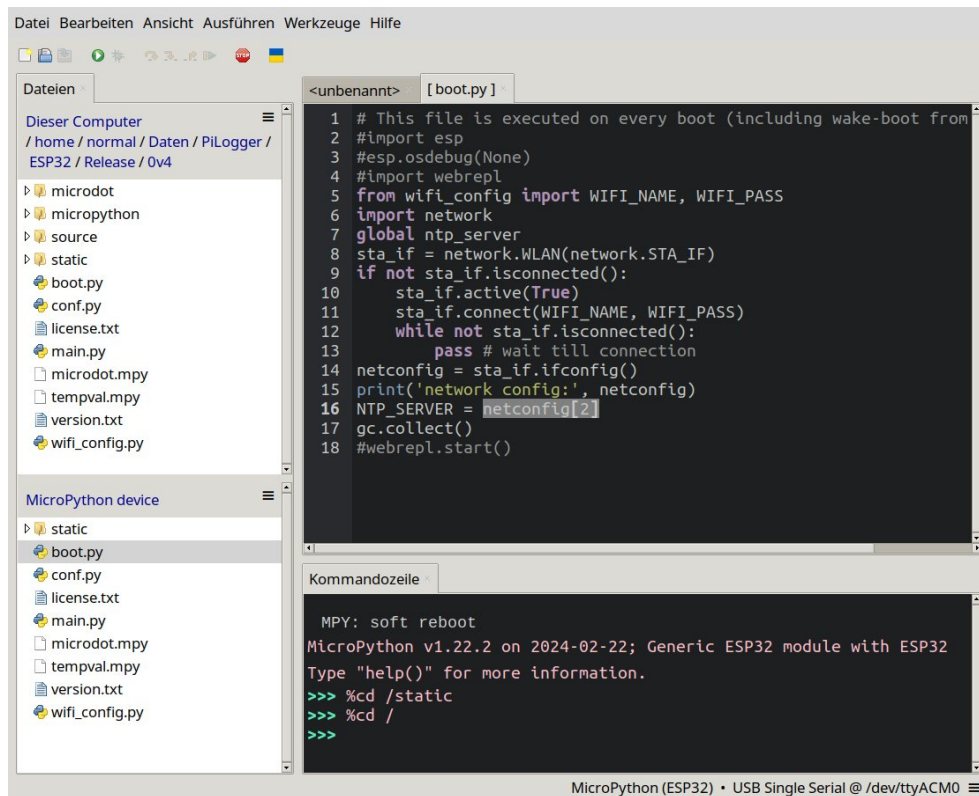 Datei Bearbeiten Ansicht Ausführen Werkzeuge Hilfe
STOP
Dateien
Dieser Computer
/ home / normal / Daten / PiLogger /
ESP32 / Release / 0v4
microdot
micropython
source
static
boot.py
conf.py
license.txt
main.py
microdot.mpy
tempval.mpy
version.txt
wifi_config.py
MicroPython device
static
boot.py
conf.py
license.txt
main.py
microdot.mpy
tempval.mpy
version.txt
wifi_config.py
<unbenannt> [ boot.py ]
1 # This file is executed on every boot (including wake-boot from
2 #import esp
3 #esp.osdebug(None)
4 #import webrepl
5 from wifi_config import WIFI_NAME, WIFI_PASS
6 import network
7 global ntp_server
8 sta_if = network.WLAN(network.STA_IF)
9 if not sta_if.isconnected():
10     sta_if.active(True)
11     sta_if.connect(WIFI_NAME, WIFI_PASS)
12     while not sta_if.isconnected():
13         pass # wait till connection
14 netconfig = sta_if.ifconfig()
15 print('network config:', netconfig)
16 NTP_SERVER = netconfig[2]
17 gc.collect()
18 #webrepl.start()
Kommandozeile
MPY: soft reboot
MicroPython v1.22.2 on 2024-02-22; Generic ESP32 module with ESP32
Type "help()" for more information.
>>> %cd /static
>>> %cd /
>>>
MicroPython (ESP32) • USB Single Serial @ /dev/ttyACM0 ≡